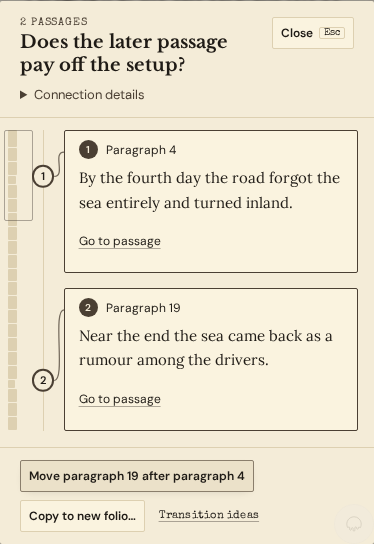 2 PASSAGES
Does the later passage
pay off the setup?
Close Esc
Connection details
1
1 Paragraph 4
By the fourth day the road forgot the
sea entirely and turned inland.
Go to passage
2 Paragraph 19
Near the end the sea came back as a
rumour among the drivers.
2
Go to passage
Move paragraph 19 after paragraph 4
Copy to new folio…
Transition ideas